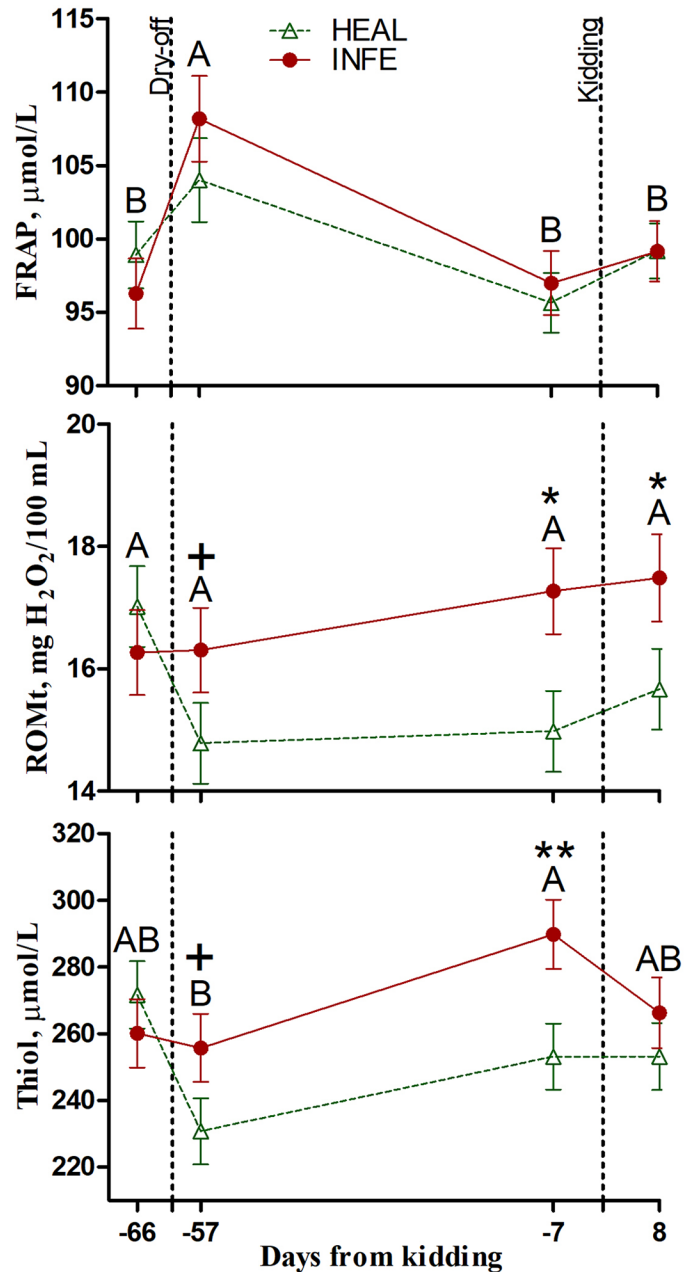 HEAL
INFE
Dry-off
Kidding
FRAP, μmol/L
115
110
105
100
95
90
B
A
B
B
ROMt, mg H₂O₂/100 mL
20
18
16
14
A
+
A
*
A
*
A
Thiol, μmol/L
320
300
280
260
240
220
AB
+
B
**
A
AB
-66
-57
-7
8
Days from kidding